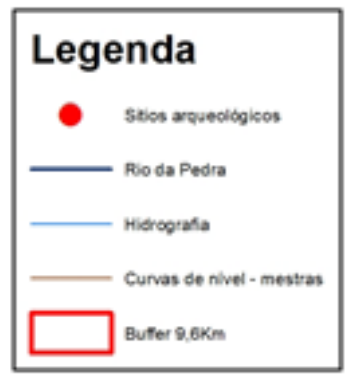 Legenda
Sítios arqueológicos
Rio da Pedra
Hidrografia
Curvas de nível - mestras
Buffer 9,6Km